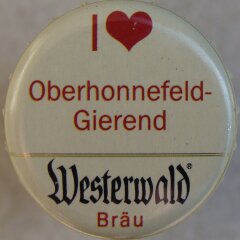 I ❤
Oberhonnefeld-
Gierend
Westerwald®
Bräu